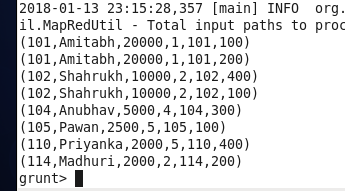 2018-01-13 23:15:28,357 [main] INFO org.
il.MapRedUtil - Total input paths to proc
(101,Amitabh,20000,1,101,100)
(101,Amitabh,20000,1,101,200)
(102,Shahrukh,10000,2,102,400)
(102,Shahrukh,10000,2,102,100)
(104,Anubhav,5000,4,104,300)
(105,Pawan,2500,5,105,100)
(110,Priyanka,2000,5,110,400)
(114,Madhuri,2000,2,114,200)
grunt>